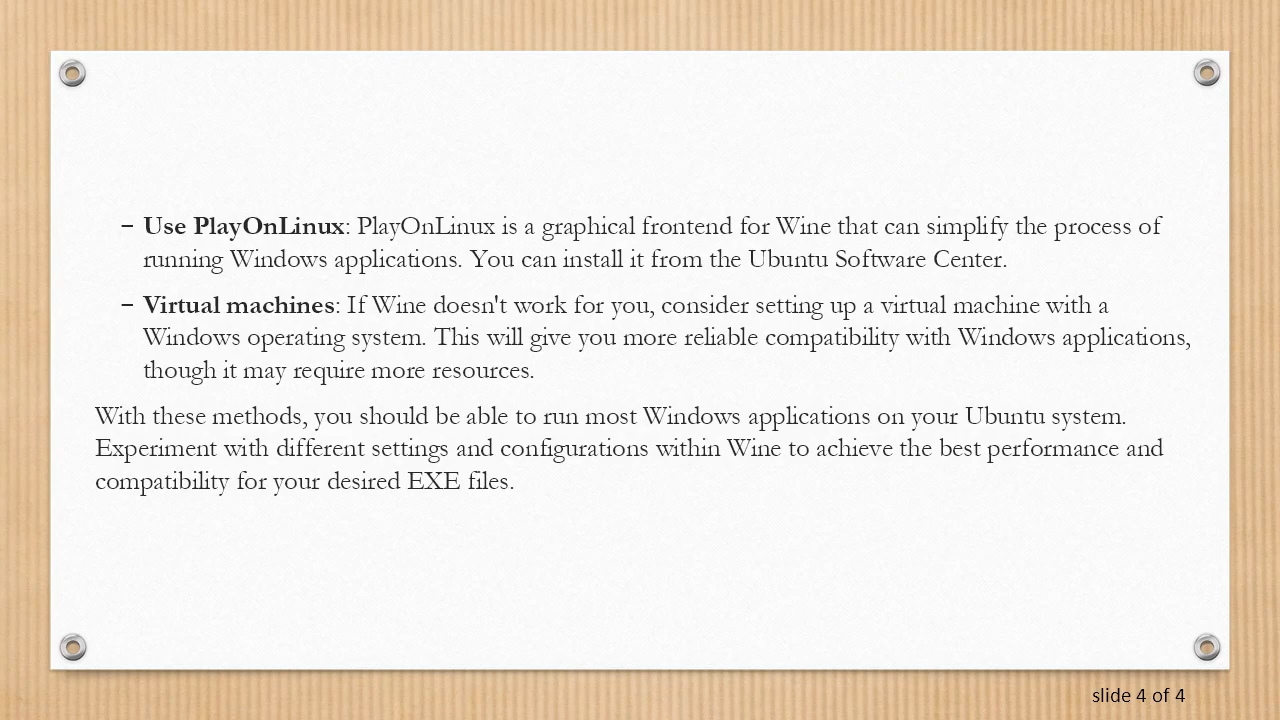 – Use PlayOnLinux: PlayOnLinux is a graphical frontend for Wine that can simplify the process of
running Windows applications. You can install it from the Ubuntu Software Center.
– Virtual machines: If Wine doesn't work for you, consider setting up a virtual machine with a
Windows operating system. This will give you more reliable compatibility with Windows applications,
though it may require more resources.
With these methods, you should be able to run most Windows applications on your Ubuntu system.
Experiment with different settings and configurations within Wine to achieve the best performance and
compatibility for your desired EXE files.
slide 4 of 4